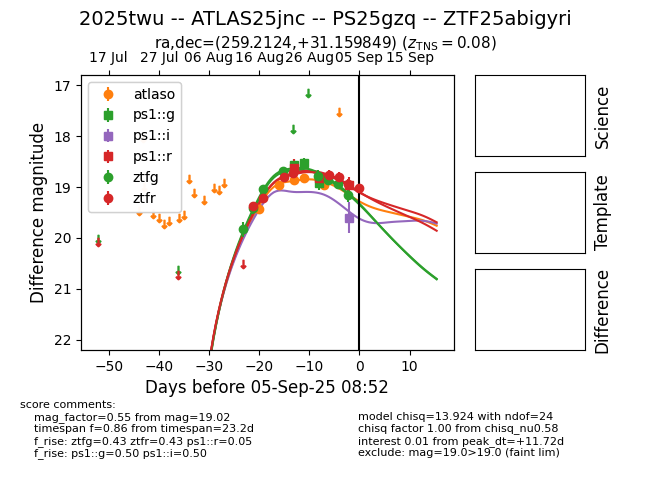 2025twu -- ATLAS25jnc -- PS25gzq -- ZTF25abigyri
ra,dec=(259.2124,+31.159849) (z_TNS = 0.08)
17 Jul 27 Jul 06 Aug 16 Aug 26 Aug 05 Sep 15 Sep
17
18
19
20
21
22
Difference magnitude
atlaso
ps1::g
ps1::i
ps1::r
ztfg
ztfr
−50 −40 −30 −20 −10 0 10
Days before 05-Sep-25 08:52
Science
Template
Difference
score comments:
mag_factor=0.55 from mag=19.02
timespan f=0.86 from timespan=23.2d
f_rise: ztfg=0.43 ztfr=0.43 ps1::r=0.05
f_rise: ps1::g=0.50 ps1::i=0.50
model chisq=13.924 with ndof=24
chisq factor 1.00 from chisq_nu0.58
interest 0.01 from peak_dt=+11.72d
exclude: mag=19.0>19.0 (faint lim)